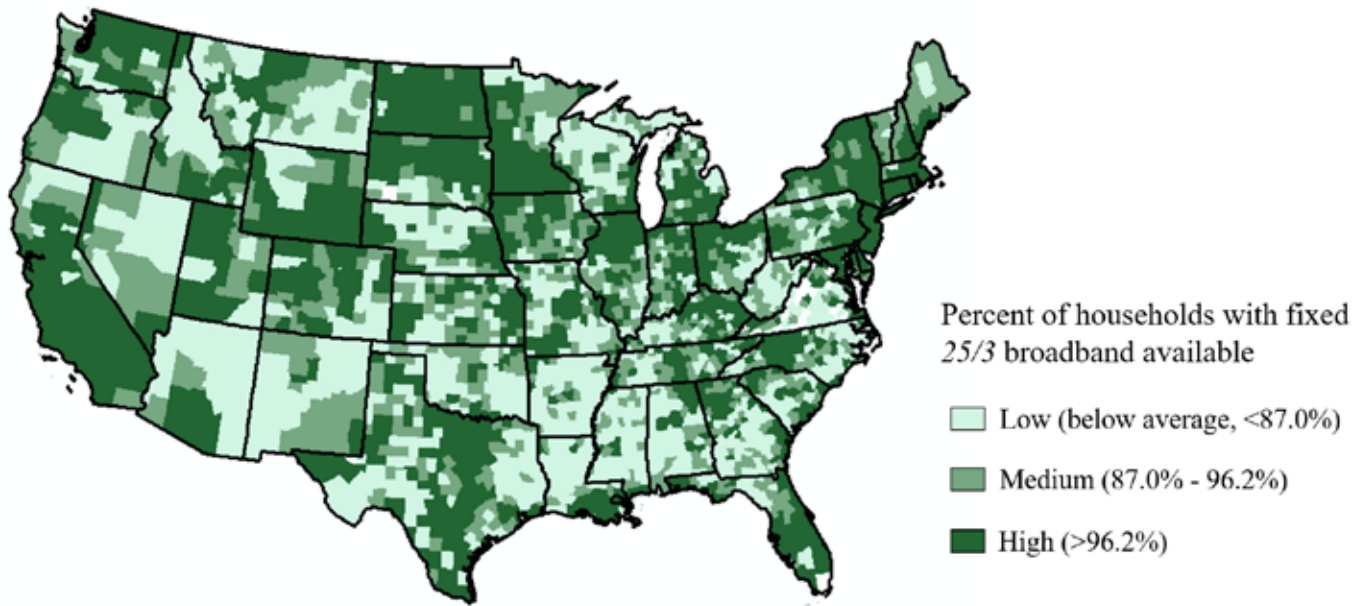 Percent of households with fixed
25/3 broadband available
Low (below average, <87.0%)
Medium (87.0% - 96.2%)
High (>96.2%)